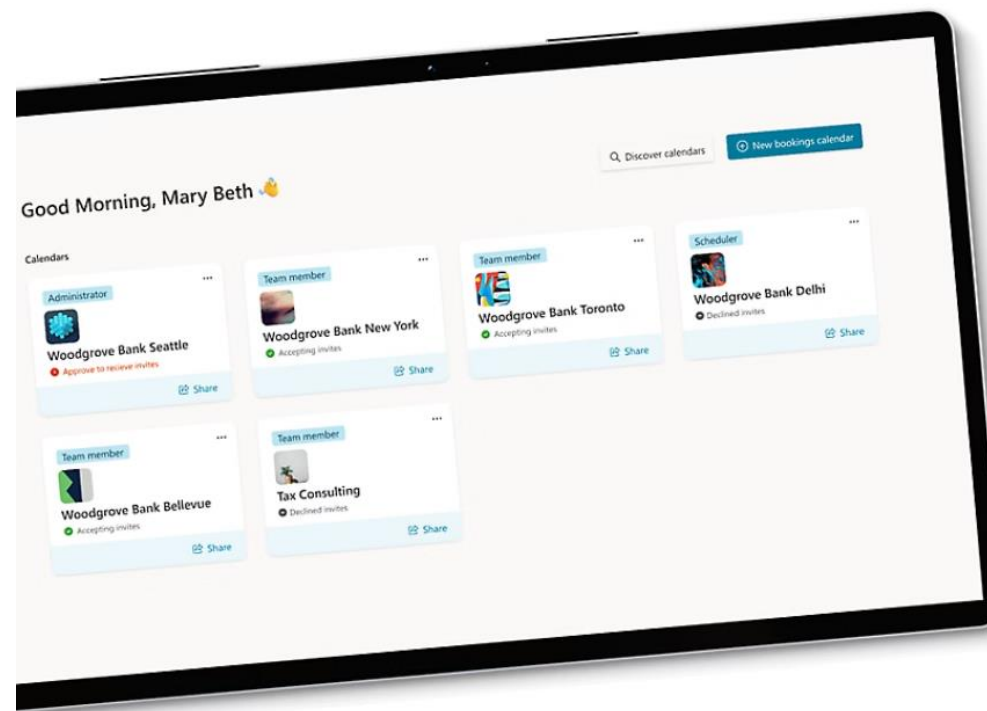 Discover calendars
New bookings calendar
Good Morning, Mary Beth 👋
Calendars
Administrator
Woodgrove Bank Seattle
Approve to recieve invites
Share
Team member
Woodgrove Bank New York
Accepting invites
Share
Team member
Woodgrove Bank Toronto
Accepting invites
Share
Scheduler
Woodgrove Bank Delhi
Declined invites
Share
Team member
Woodgrove Bank Bellevue
Accepting invites
Share
Team member
Tax Consulting
Declined invites
Share